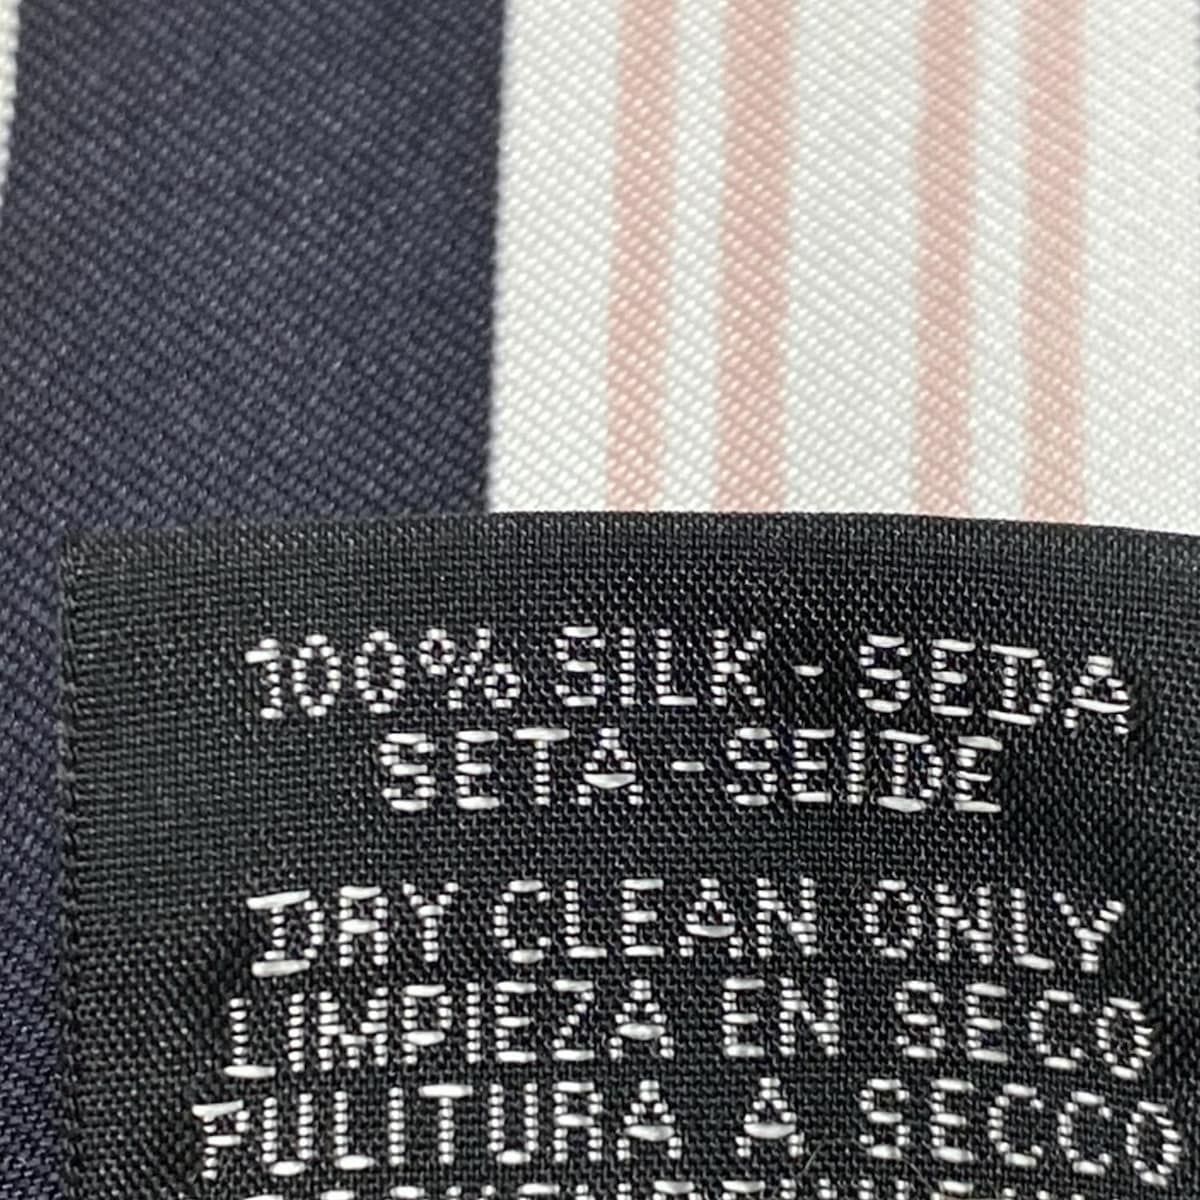 100% SILK - SEDA
SETA - SEIDE
DRY CLEAN ONLY
LIMPIEZA EN SECO
PULITURA A SECCO